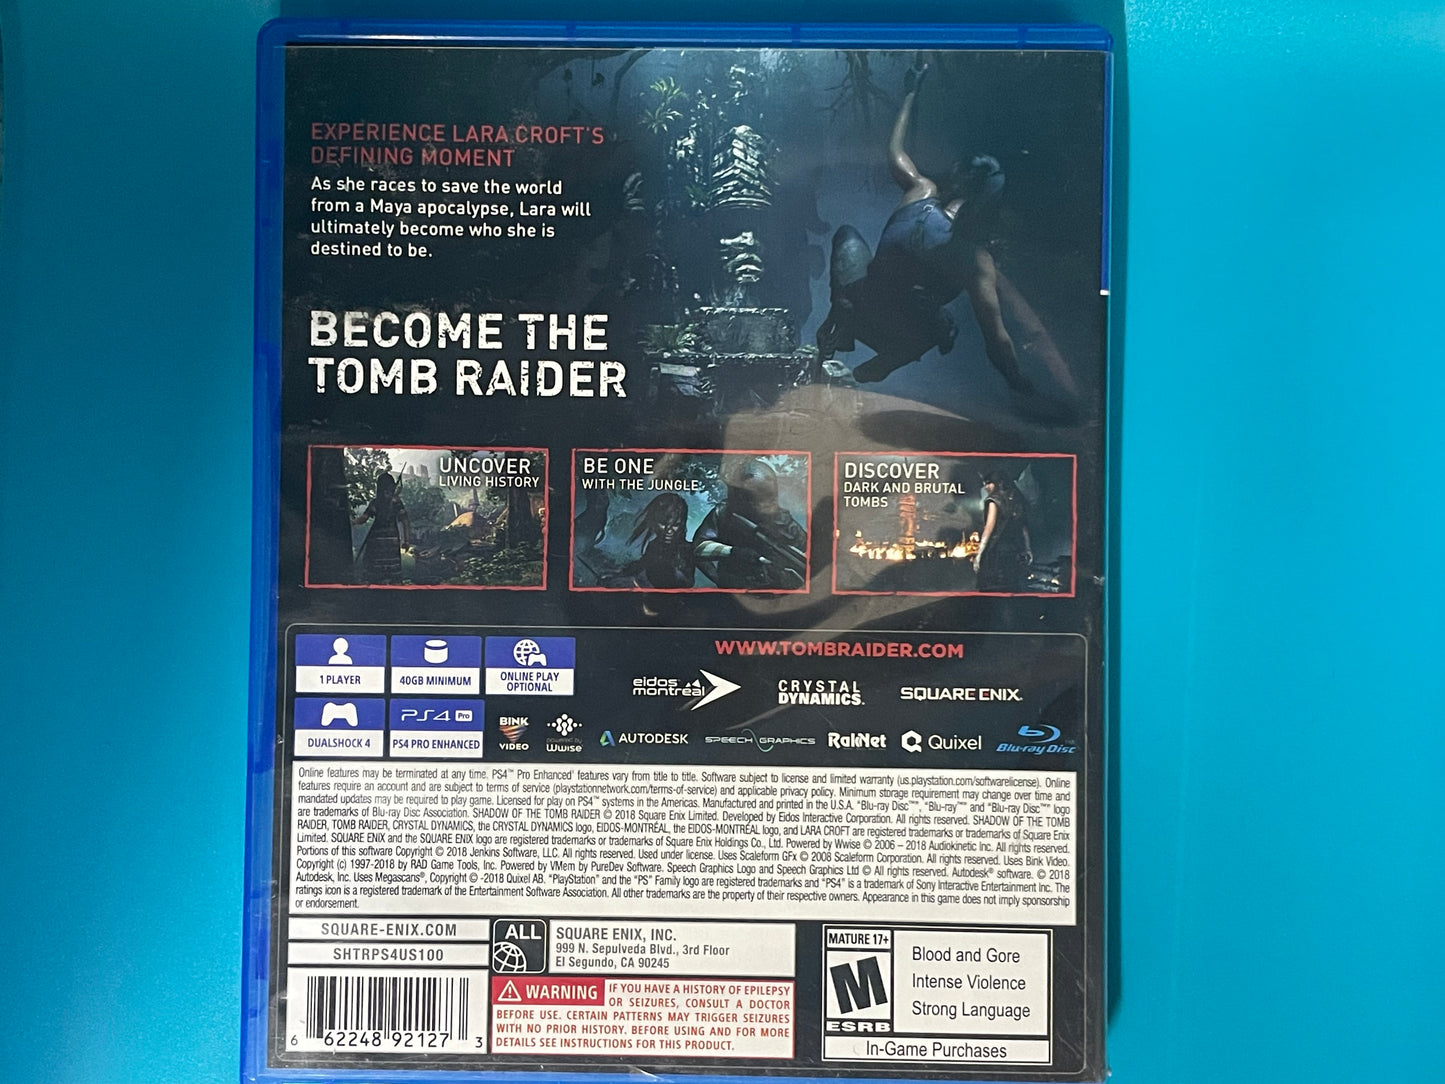 EXPERIENCE LARA CROFT'S
DEFINING MOMENT
As she races to save the world
from a Maya apocalypse, Lara will
ultimately become who she is
destined to be.
BECOME THE
TOMB RAIDER
UNCOVER
LIVING HISTORY
BE ONE
WITH THE JUNGLE
DISCOVER
DARK AND BRUTAL
TOMBS
1 PLAYER
40GB MINIMUM
ONLINE PLAY
OPTIONAL
DUALSHOCK 4
PS4 Pro
PS4 PRO ENHANCED
WWW.TOMBRAIDER.COM
eidos
montréal
CRYSTAL
DYNAMICS.
SQUARE ENIX.
BINK
VIDEO
powered by
Wwise
AUTODESK
SPEECH GRAPHICS
RakNet
Quixel
Blu-ray Disc™
Online features may be terminated at any time. PS4™ Pro Enhanced' features vary from title to title. Software subject to license and limited warranty (us.playstation.com/softwarelicense). Online
features require an account and are subject to terms of service (playstationnetwork.com/terms-of-service) and applicable privacy policy. Minimum storage requirement may change over time and
mandated updates may be required to play game. Licensed for play on PS4™ systems in the Americas. Manufactured and printed in the U.S.A. "Blu-ray Disc™", "Blu-ray™" and "Blu-ray Disc™" logo
are trademarks of Blu-ray Disc Association. SHADOW OF THE TOMB RAIDER © 2018 Square Enix Limited. Developed by Eidos Interactive Corporation. All rights reserved. SHADOW OF THE TOMB
RAIDER, TOMB RAIDER, CRYSTAL DYNAMICS, the CRYSTAL DYNAMICS logo, EIDOS-MONTRÉAL, the EIDOS-MONTRÉAL logo, and LARA CROFT are registered trademarks or trademarks of Square Enix
Limited. SQUARE ENIX and the SQUARE ENIX logo are registered trademarks or trademarks of Square Enix Holdings Co., Ltd. Powered by Wwise © 2006 – 2018 Audiokinetic Inc. All rights reserved.
Portions of this software Copyright © 2018 Jenkins Software, LLC. All rights reserved. Used under license. Uses Scaleform GFx © 2008 Scaleform Corporation. All rights reserved. Uses Bink Video.
Copyright (c) 1997-2018 by RAD Game Tools, Inc. Powered by VMem by PureDev Software. Speech Graphics Logo and Speech Graphics Ltd © All rights reserved. Autodesk® software. © 2018
Autodesk, Inc. Uses Megascans®, Copyright © -2018 Quixel AB. "PlayStation" and the "PS" Family logo are registered trademarks and "PS4" is a trademark of Sony Interactive Entertainment Inc. The
ratings icon is a registered trademark of the Entertainment Software Association. All other trademarks are the property of their respective owners. Appearance in this game does not imply sponsorship
or endorsement.
SQUARE-ENIX.COM
SHTRPS4US100
6 62248 92127 3
ALL
SQUARE ENIX, INC.
999 N. Sepulveda Blvd., 3rd Floor
El Segundo, CA 90245
WARNING IF YOU HAVE A HISTORY OF EPILEPSY
OR SEIZURES, CONSULT A DOCTOR
BEFORE USE. CERTAIN PATTERNS MAY TRIGGER SEIZURES
WITH NO PRIOR HISTORY. BEFORE USING AND FOR MORE
DETAILS SEE INSTRUCTIONS FOR THIS PRODUCT.
MATURE 17+
M
ESRB
Blood and Gore
Intense Violence
Strong Language
In-Game Purchases